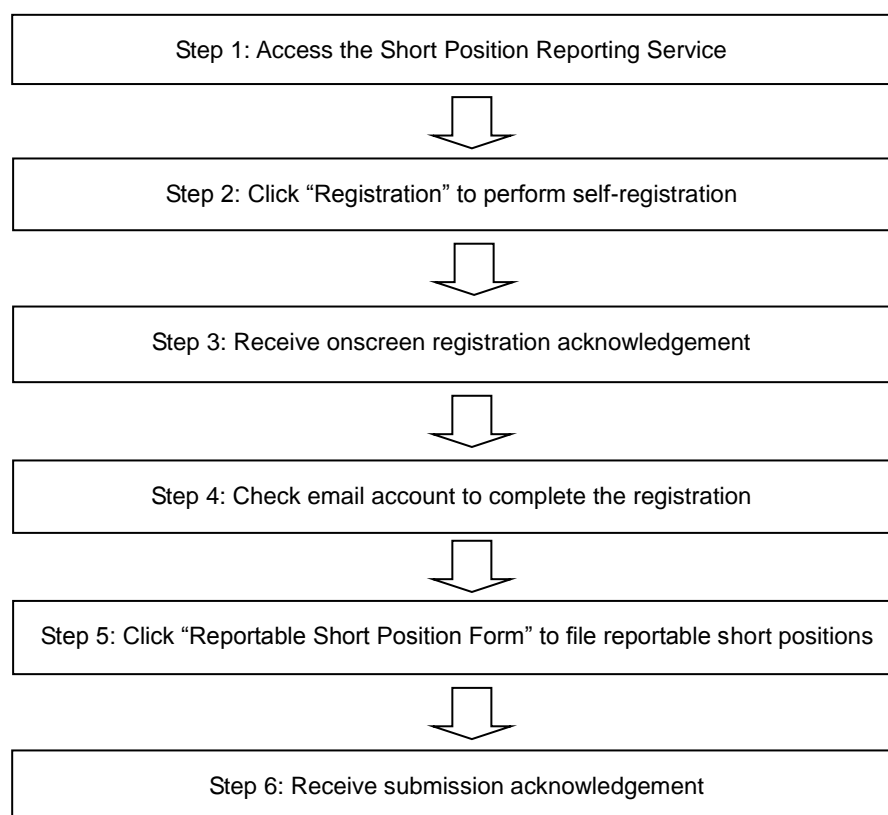 Step 1: Access the Short Position Reporting Service
Step 2: Click “Registration” to perform self-registration
Step 3: Receive onscreen registration acknowledgement
Step 4: Check email account to complete the registration
Step 5: Click “Reportable Short Position Form” to file reportable short positions
Step 6: Receive submission acknowledgement